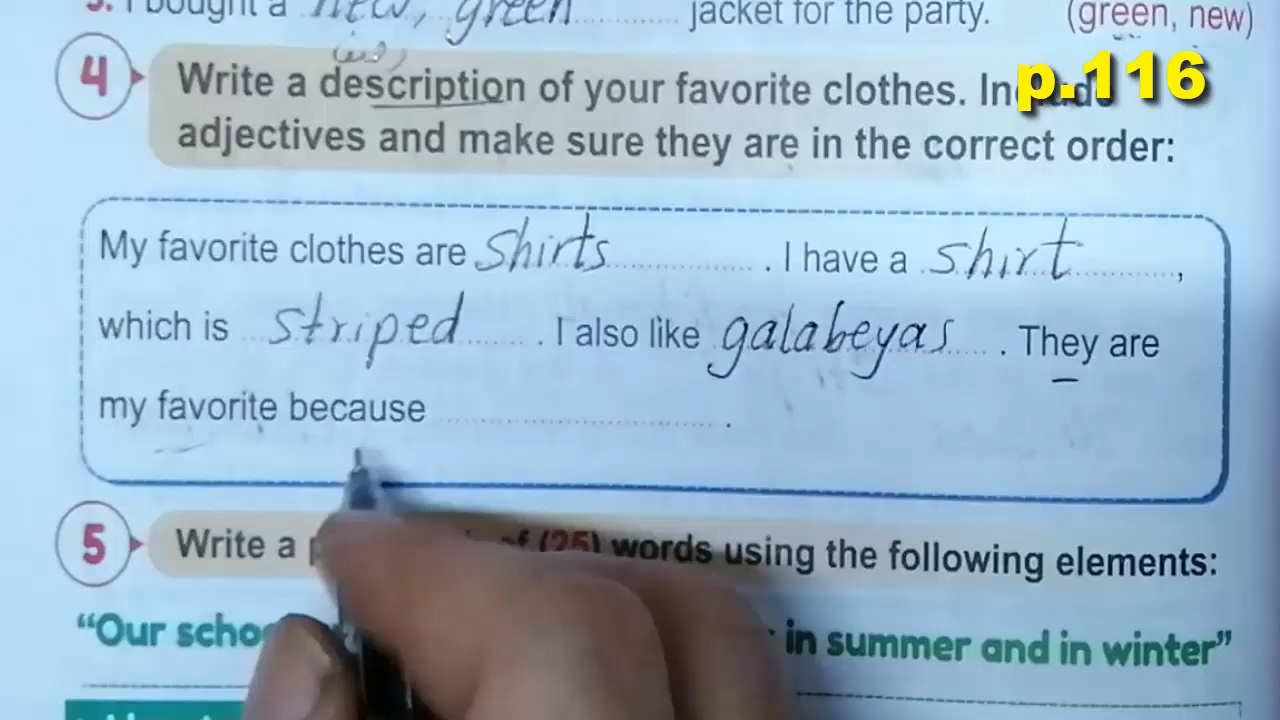 I bought a new, green jacket for the party. (green, new)
p.116
4 Write a description of your favorite clothes.
adjectives and make sure they are in the correct order:
My favorite clothes are shirts. I have a shirt,
which is striped. I also like galabeyas. They are
my favorite because .
5 Write a of (25) words using the following elements:
“Our in summer and in winter”